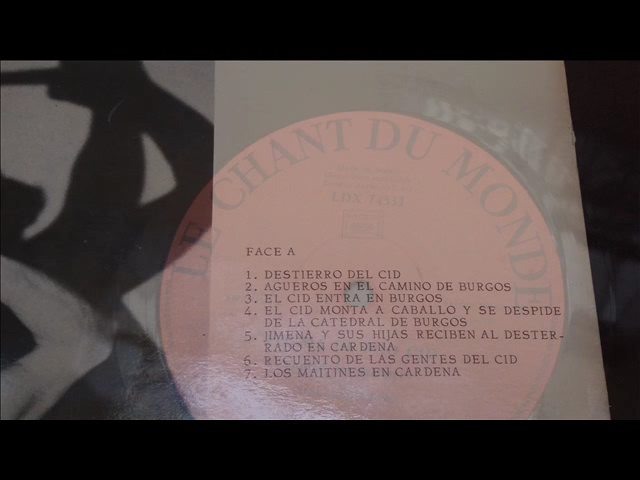 LE CHANT DU MONDE
LDX 74351
FACE A
1. DESTIERRO DEL CID
2. AGUEROS EN EL CAMINO DE BURGOS
3. EL CID ENTRA EN BURGOS
4. EL CID MONTA A CABALLO Y SE DESPIDE
DE LA CATEDRAL DE BURGOS
5. JIMENA Y SUS HIJAS RECIBEN AL DESTER-
RADO EN CARDENA
6. RECUENTO DE LAS GENTES DEL CID
7. LOS MAITINES EN CARDENA